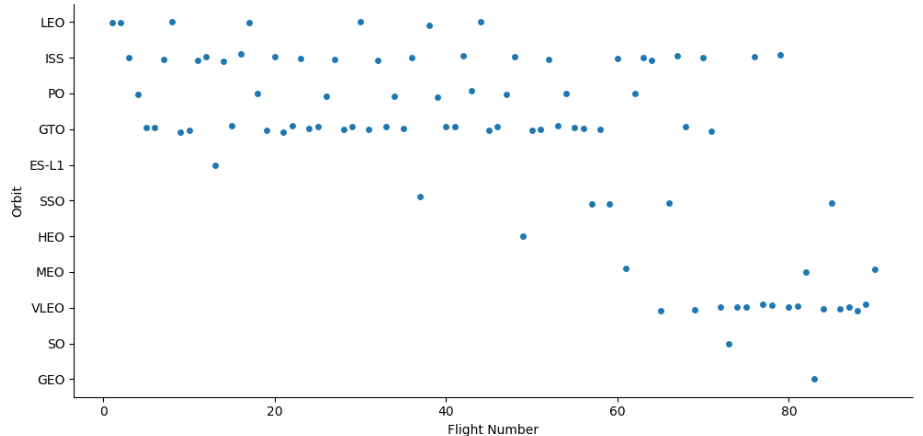 LEO
ISS
PO
GTO
ES-L1
SSO
HEO
MEO
VLEO
SO
GEO
Orbit
0 20 40 60 80
Flight Number